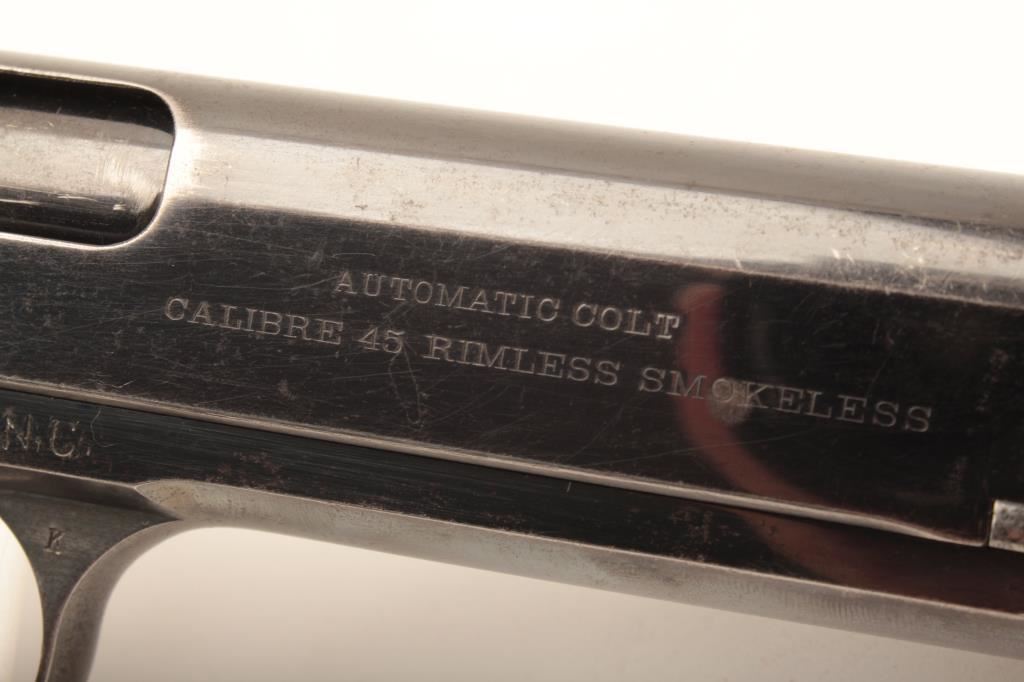 AUTOMATIC COLT
CALIBRE 45 RIMLESS SMOKELESS
N.C.
K